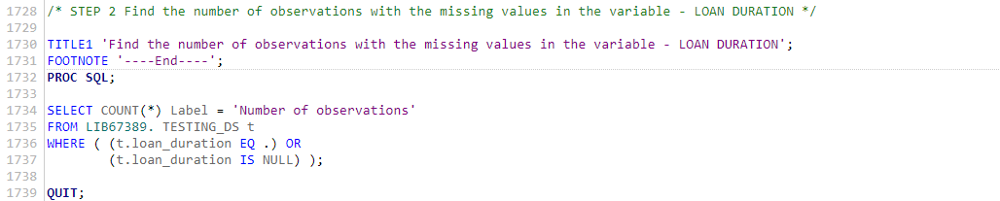 1728 /* STEP 2 Find the number of observations with the missing values in the variable - LOAN DURATION */
1729
1730 TITLE1 'Find the number of observations with the missing values in the variable - LOAN DURATION';
1731 FOOTNOTE '----End----';
1732 PROC SQL;
1733
1734 SELECT COUNT(*) Label = 'Number of observations'
1735 FROM LIB67389. TESTING_DS t
1736 WHERE ( (t.loan_duration EQ .) OR
1737         (t.loan_duration IS NULL) );
1738
1739 QUIT;